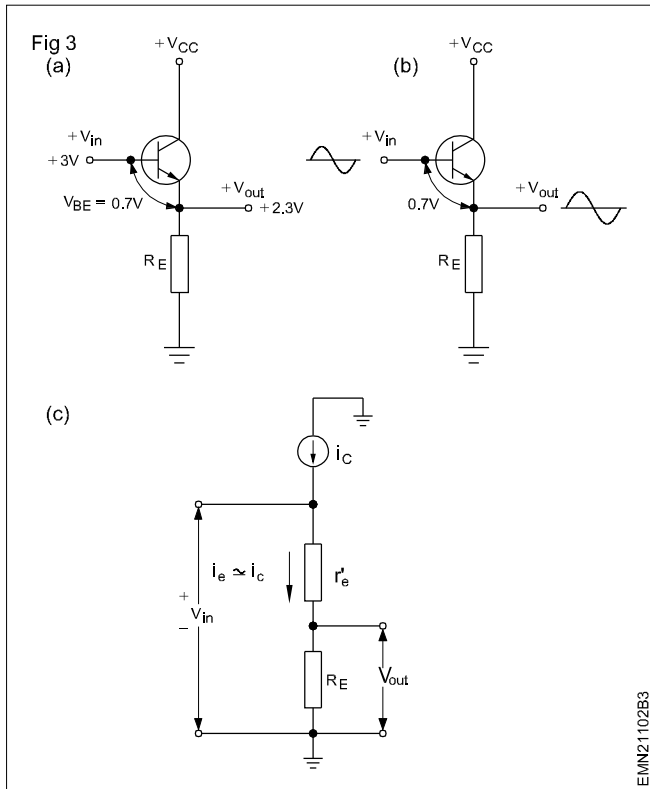 Fig 3
(a)
+ VCC
(b)
+ VCC
+ Vin
+3V
+ Vout
VBE = 0.7V
+ 2.3V
RE
+ Vin
+ Vout
0.7V
RE
(c)
iC
ie ≃ ic
r'e
+
Vin
–
RE
Vout
EMN21102B3